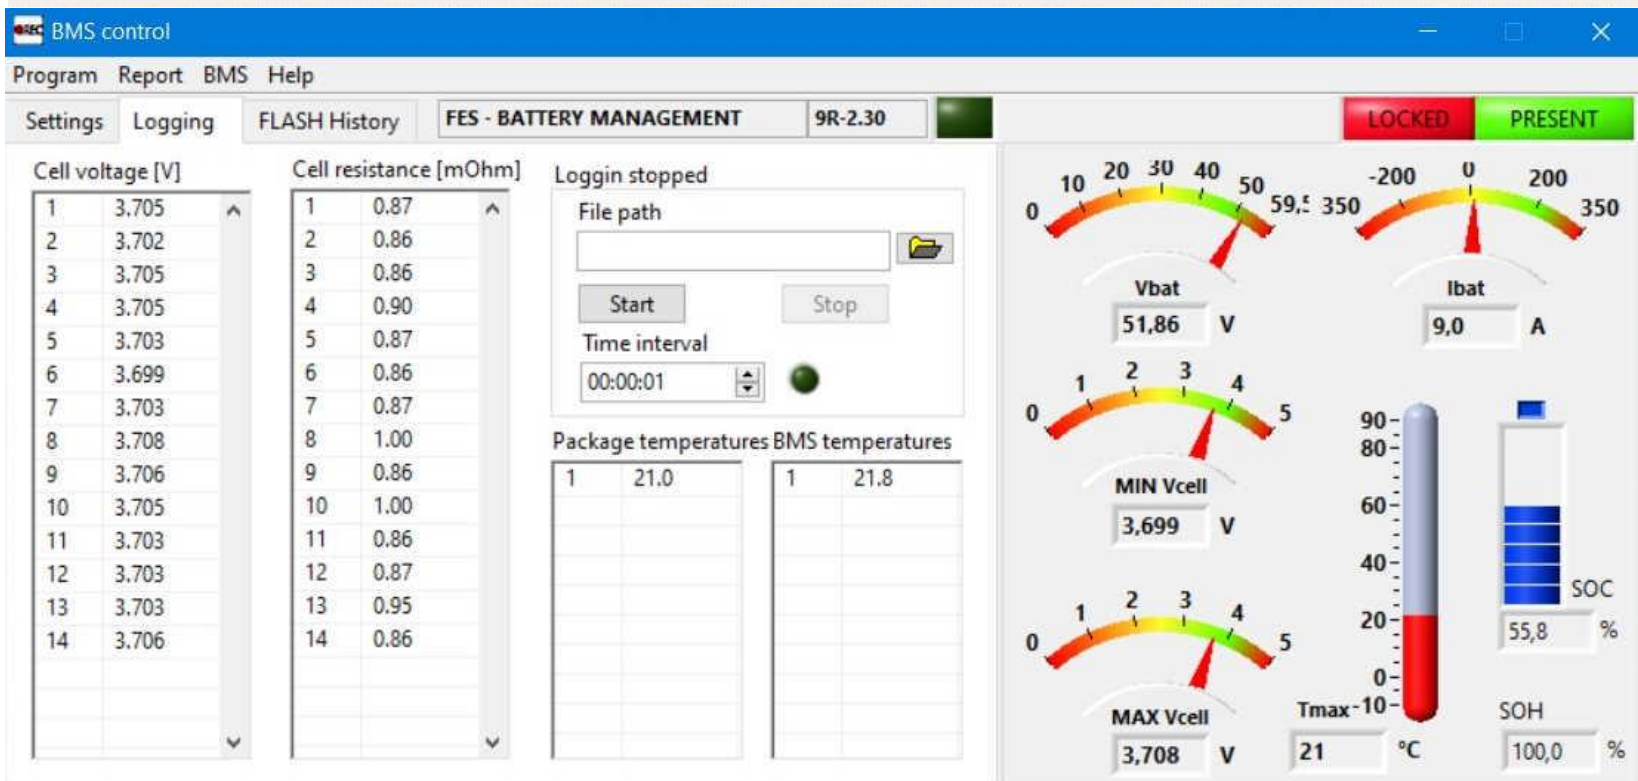 REC BMS control
Program Report BMS Help
Settings Logging FLASH History FES - BATTERY MANAGEMENT 9R-2.30 LOCKED PRESENT
Cell voltage [V]
1 3.705
2 3.702
3 3.705
4 3.705
5 3.703
6 3.699
7 3.703
8 3.708
9 3.706
10 3.705
11 3.703
12 3.703
13 3.703
14 3.706
Cell resistance [mOhm]
1 0.87
2 0.86
3 0.86
4 0.90
5 0.87
6 0.86
7 0.87
8 1.00
9 0.86
10 1.00
11 0.86
12 0.87
13 0.95
14 0.86
Loggin stopped
File path
Start Stop
Time interval
00:00:01
Package temperatures
1 21.0
BMS temperatures
1 21.8
0 10 20 30 40 50 59,5
Vbat
51,86 V
350 -200 0 200 350
Ibat
9,0 A
0 1 2 3 4 5
MIN Vcell
3,699 V
0 1 2 3 4 5
MAX Vcell
3,708 V
90
80
60
40
20
0
-10
Tmax -10
21 °C
SOC
55,8 %
SOH
100,0 %